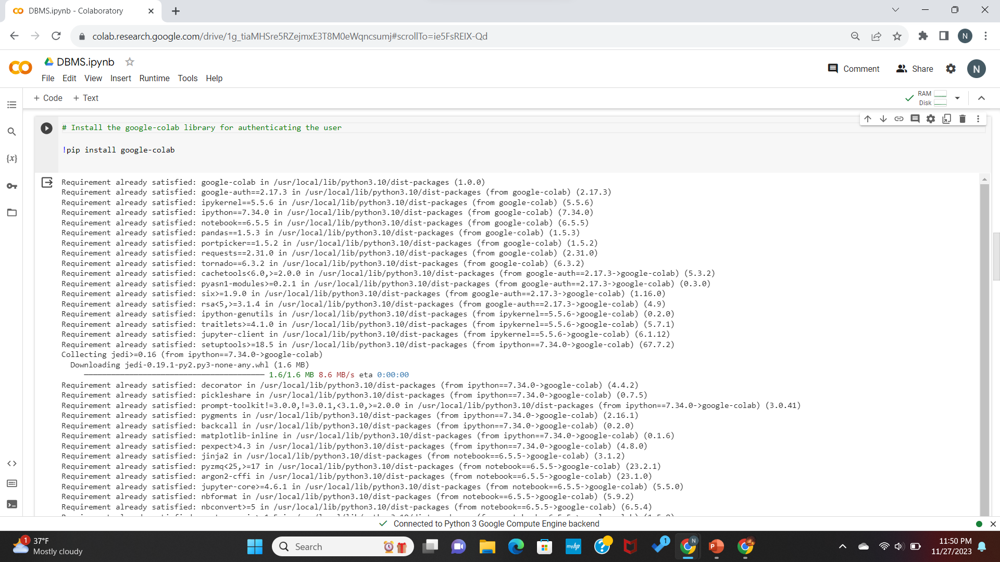 DBMS.ipynb - Colaboratory
colab.research.google.com/drive/1g_tiaMHSre5RZejmxE3T8M0eWqncsumj#scrollTo=ie5FsREIX-Qd
N
DBMS.ipynb
Comment
Share
N
File Edit View Insert Runtime Tools Help
+ Code + Text
RAM
Disk
# Install the google-colab library for authenticating the user
!pip install google-colab
{x}
Requirement already satisfied: google-colab in /usr/local/lib/python3.10/dist-packages (1.0.0)
Requirement already satisfied: google-auth==2.17.3 in /usr/local/lib/python3.10/dist-packages (from google-colab) (2.17.3)
Requirement already satisfied: ipykernel==5.5.6 in /usr/local/lib/python3.10/dist-packages (from google-colab) (5.5.6)
Requirement already satisfied: ipython==7.34.0 in /usr/local/lib/python3.10/dist-packages (from google-colab) (7.34.0)
Requirement already satisfied: notebook==6.5.5 in /usr/local/lib/python3.10/dist-packages (from google-colab) (6.5.5)
Requirement already satisfied: pandas==1.5.3 in /usr/local/lib/python3.10/dist-packages (from google-colab) (1.5.3)
Requirement already satisfied: portpicker==1.5.2 in /usr/local/lib/python3.10/dist-packages (from google-colab) (1.5.2)
Requirement already satisfied: requests==2.31.0 in /usr/local/lib/python3.10/dist-packages (from google-colab) (2.31.0)
Requirement already satisfied: tornado==6.3.2 in /usr/local/lib/python3.10/dist-packages (from google-colab) (6.3.2)
Requirement already satisfied: cachetools<6.0,>=2.0.0 in /usr/local/lib/python3.10/dist-packages (from google-auth==2.17.3->google-colab) (5.3.2)
Requirement already satisfied: pyasn1-modules>=0.2.1 in /usr/local/lib/python3.10/dist-packages (from google-auth==2.17.3->google-colab) (0.3.0)
Requirement already satisfied: six>=1.9.0 in /usr/local/lib/python3.10/dist-packages (from google-auth==2.17.3->google-colab) (1.16.0)
Requirement already satisfied: rsa<5,>=3.1.4 in /usr/local/lib/python3.10/dist-packages (from google-auth==2.17.3->google-colab) (4.9)
Requirement already satisfied: ipython-genutils in /usr/local/lib/python3.10/dist-packages (from ipykernel==5.5.6->google-colab) (0.2.0)
Requirement already satisfied: traitlets>=4.1.0 in /usr/local/lib/python3.10/dist-packages (from ipykernel==5.5.6->google-colab) (5.7.1)
Requirement already satisfied: jupyter-client in /usr/local/lib/python3.10/dist-packages (from ipykernel==5.5.6->google-colab) (6.1.12)
Requirement already satisfied: setuptools>=18.5 in /usr/local/lib/python3.10/dist-packages (from ipython==7.34.0->google-colab) (67.7.2)
Collecting jedi>=0.16 (from ipython==7.34.0->google-colab)
Downloading jedi-0.19.1-py2.py3-none-any.whl (1.6 MB)
1.6/1.6 MB 8.6 MB/s eta 0:00:00
Requirement already satisfied: decorator in /usr/local/lib/python3.10/dist-packages (from ipython==7.34.0->google-colab) (4.4.2)
Requirement already satisfied: pickleshare in /usr/local/lib/python3.10/dist-packages (from ipython==7.34.0->google-colab) (0.7.5)
Requirement already satisfied: prompt-toolkit!=3.0.0,!=3.0.1,<3.1.0,>=2.0.0 in /usr/local/lib/python3.10/dist-packages (from ipython==7.34.0->google-colab) (3.0.41)
Requirement already satisfied: pygments in /usr/local/lib/python3.10/dist-packages (from ipython==7.34.0->google-colab) (2.16.1)
Requirement already satisfied: backcall in /usr/local/lib/python3.10/dist-packages (from ipython==7.34.0->google-colab) (0.2.0)
Requirement already satisfied: matplotlib-inline in /usr/local/lib/python3.10/dist-packages (from ipython==7.34.0->google-colab) (0.1.6)
Requirement already satisfied: pexpect>4.3 in /usr/local/lib/python3.10/dist-packages (from ipython==7.34.0->google-colab) (4.8.0)
Requirement already satisfied: jinja2 in /usr/local/lib/python3.10/dist-packages (from notebook==6.5.5->google-colab) (3.1.2)
Requirement already satisfied: pyzmq<25,>=17 in /usr/local/lib/python3.10/dist-packages (from notebook==6.5.5->google-colab) (23.2.1)
Requirement already satisfied: argon2-cffi in /usr/local/lib/python3.10/dist-packages (from notebook==6.5.5->google-colab) (23.1.0)
Requirement already satisfied: jupyter-core>=4.6.1 in /usr/local/lib/python3.10/dist-packages (from notebook==6.5.5->google-colab) (5.5.0)
Requirement already satisfied: nbformat in /usr/local/lib/python3.10/dist-packages (from notebook==6.5.5->google-colab) (5.9.2)
Requirement already satisfied: nbconvert>=5 in /usr/local/lib/python3.10/dist-packages (from notebook==6.5.5->google-colab) (6.5.4)
Connected to Python 3 Google Compute Engine backend
1
37°F
Mostly cloudy
Search
myhp
1
N
11:50 PM
11/27/2023